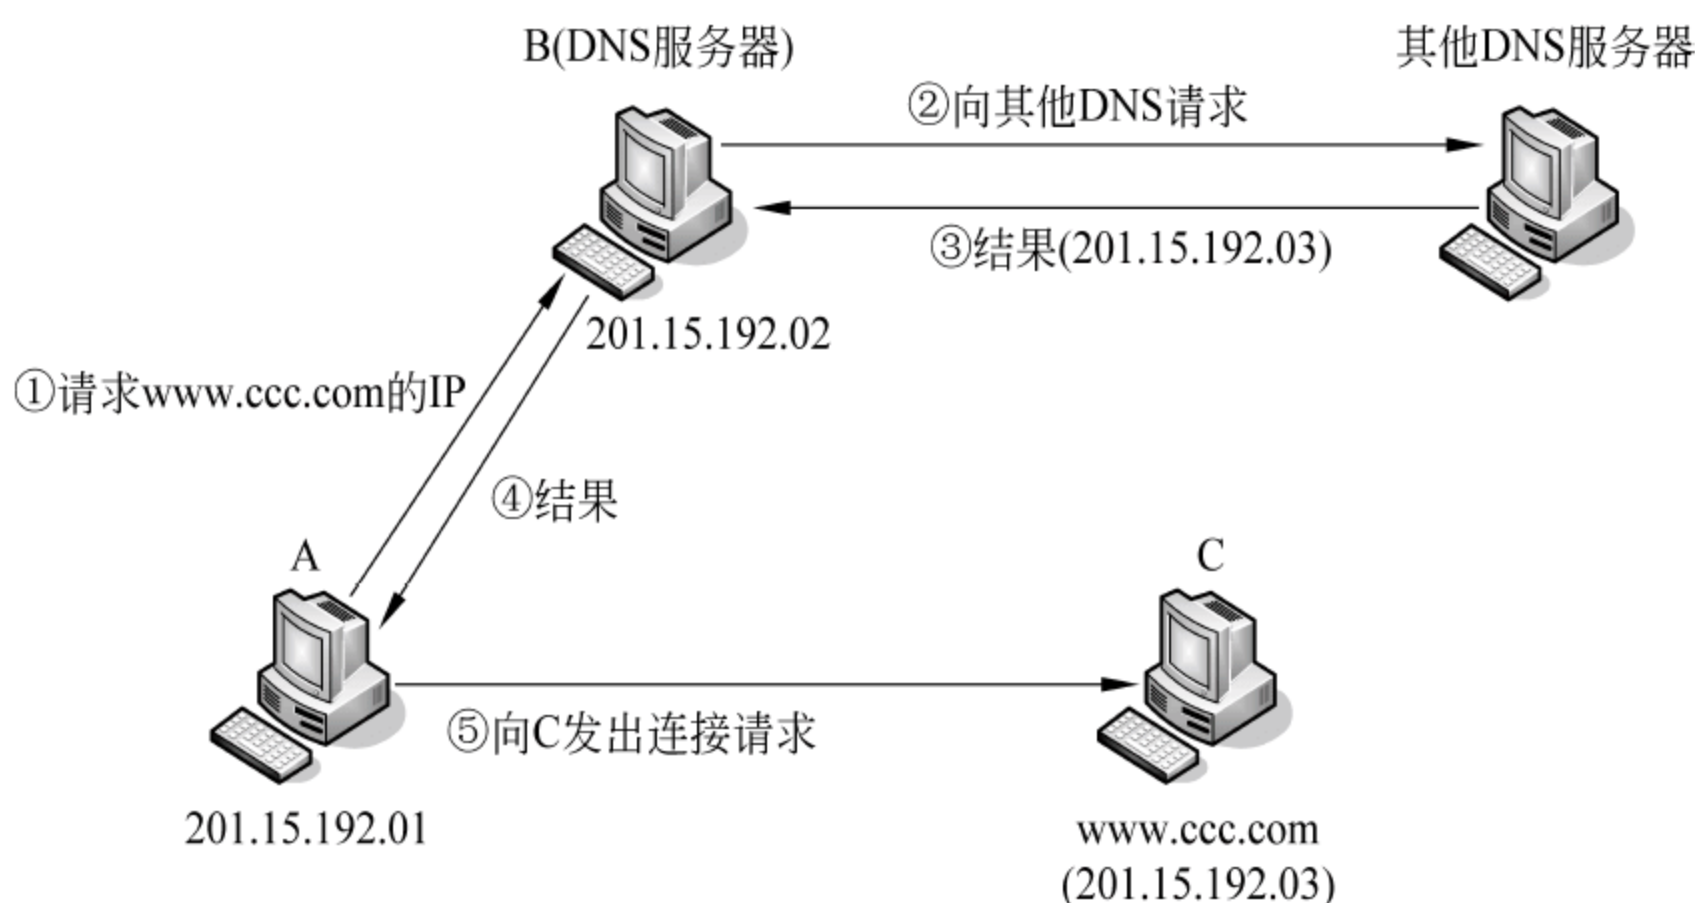 B(DNS服务器)
其他DNS服务器
②向其他DNS请求
③结果(201.15.192.03)
201.15.192.02
①请求www.ccc.com的IP
④结果
A
C
⑤向C发出连接请求
201.15.192.01
www.ccc.com
(201.15.192.03)